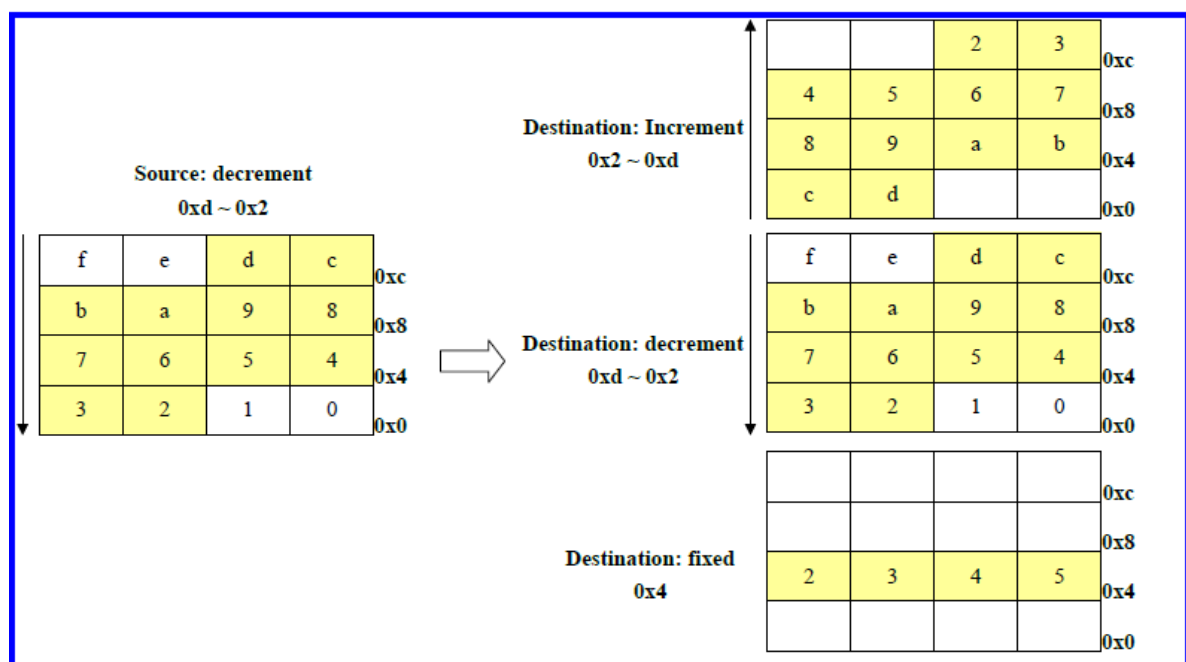 Source: decrement
0xd ~ 0x2
f e d c 0xc
b a 9 8 0x8
7 6 5 4 0x4
3 2 1 0 0x0
Destination: Increment
0x2 ~ 0xd
2 3 0xc
4 5 6 7 0x8
8 9 a b 0x4
c d 0x0
Destination: decrement
0xd ~ 0x2
f e d c 0xc
b a 9 8 0x8
7 6 5 4 0x4
3 2 1 0 0x0
Destination: fixed
0x4
0xc
0x8
2 3 4 5 0x4
0x0